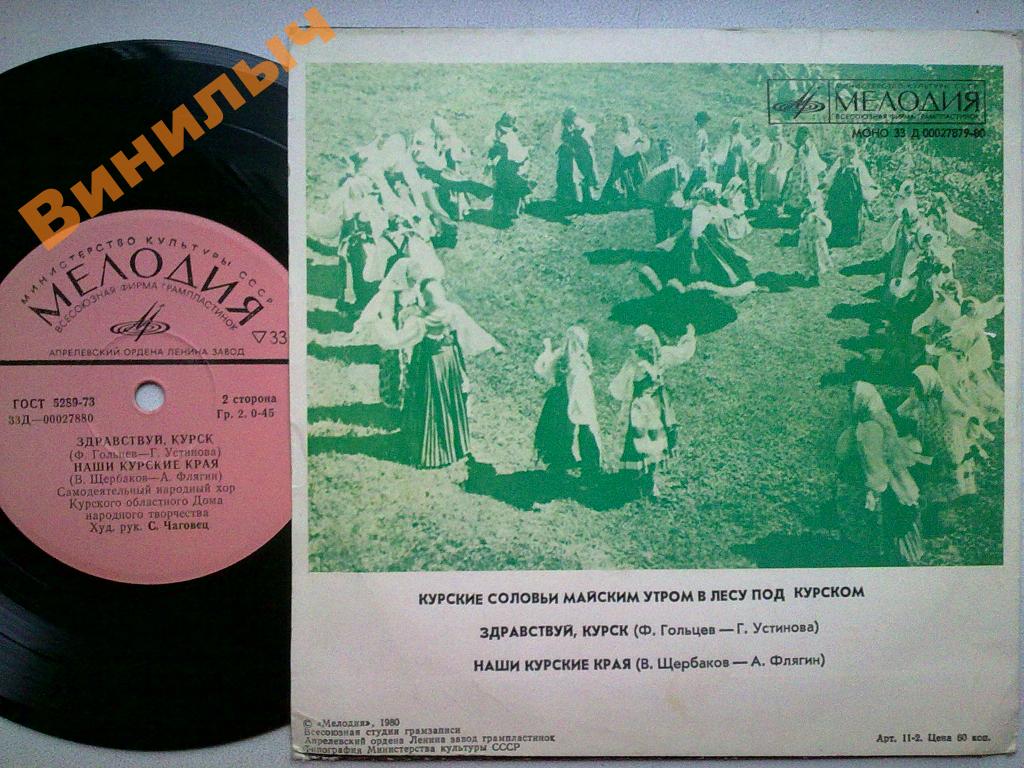 Винилыч
МИНИСТЕРСТВО КУЛЬТУРЫ СССР
МЕЛОДИЯ
ВСЕСОЮЗНАЯ ФИРМА ГРАМПЛАСТИНОК
33
АПРЕЛЕВСКИЙ ОРДЕНА ЛЕНИНА ЗАВОД
ГОСТ 5289-73
33Д—00027880
2 сторона
Гр. 2. 0-45
ЗДРАВСТВУЙ, КУРСК
(Ф. Гольцев—Г. Устинова)
НАШИ КУРСКИЕ КРАЯ
(В. Щербаков—А. Флягин)
Самодеятельный народный хор
Курского областного Дома
народного творчества
Худ. рук. С. Чаговец
МЕЛОДИЯ
ВСЕСОЮЗНАЯ ФИРМА ГРАМПЛАСТИНОК
МОНО 33 Д 00027879-80
КУРСКИЕ СОЛОВЬИ МАЙСКИМ УТРОМ В ЛЕСУ ПОД КУРСКОМ
ЗДРАВСТВУЙ, КУРСК (Ф. Гольцев — Г. Устинова)
НАШИ КУРСКИЕ КРАЯ (В. Щербаков — А. Флягин)
© «Мелодия», 1980
Всесоюзная студия грамзаписи
Апрелевский ордена Ленина завод грампластинок
Типография Министерства культуры СССР
Арт. 11-2. Цена 60 коп.